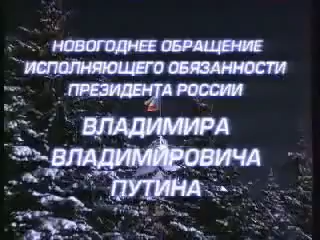 НОВОГОДНЕЕ ОБРАЩЕНИЕ
ИСПОЛНЯЮЩЕГО ОБЯЗАННОСТИ
ПРЕЗИДЕНТА РОССИИ
ВЛАДИМИРА
ВЛАДИМИРОВИЧА
ПУТИНА